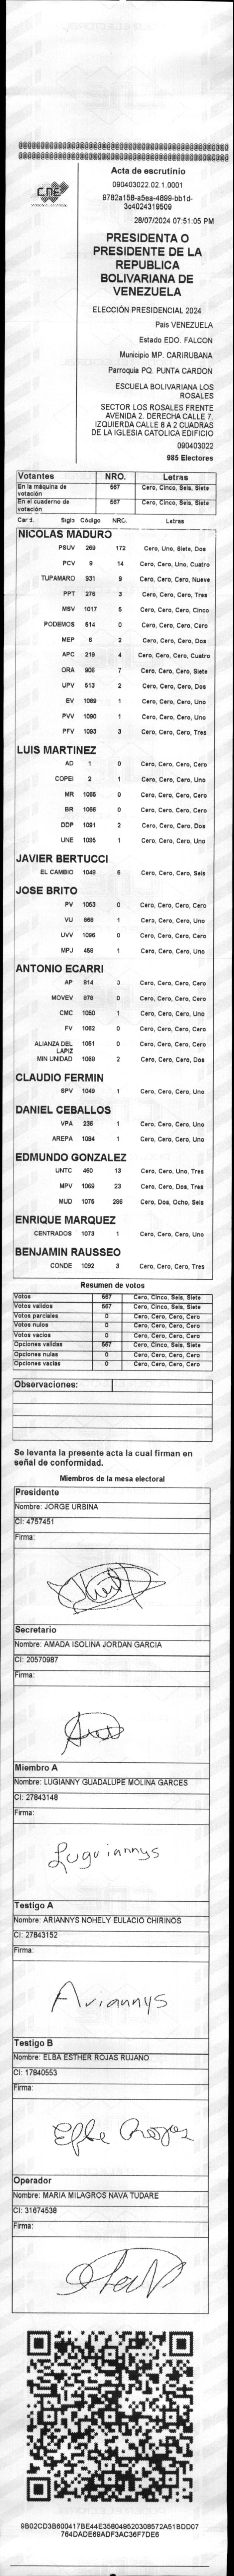 CNE
Acta de escrutinio
090403022.02.1.0001
9782a158-a5ea-4899-bb1d-
3c4024319509
28/07/2024 07:51:05 PM
PRESIDENTA O
PRESIDENTE DE LA
REPUBLICA
BOLIVARIANA DE
VENEZUELA
ELECCIÓN PRESIDENCIAL 2024
País VENEZUELA
Estado EDO. FALCON
Municipio MP. CARIRUBANA
Parroquia PQ. PUNTA CARDON
ESCUELA BOLIVARIANA LOS
ROSALES
SECTOR LOS ROSALES FRENTE
AVENIDA 2. DERECHA CALLE 7.
IZQUIERDA CALLE 8 A 2 CUADRAS
DE LA IGLESIA CATOLICA EDIFICIO
090403022
985 Electores
Votantes NRO. Letras
En la máquina de votación 567 Cero, Cinco, Seis, Siete
En el cuaderno de votación 567 Cero, Cinco, Seis, Siete
Cand. Siglo Código NRO. Letras
NICOLAS MADURO
PSUV 269 172 Cero, Uno, Siete, Dos
PCV 9 14 Cero, Cero, Uno, Cuatro
TUPAMARO 931 9 Cero, Cero, Cero, Nueve
PPT 276 3 Cero, Cero, Cero, Tres
MSV 1017 5 Cero, Cero, Cero, Cinco
PODEMOS 514 0 Cero, Cero, Cero, Cero
MEP 6 2 Cero, Cero, Cero, Dos
APC 219 4 Cero, Cero, Cero, Cuatro
ORA 906 7 Cero, Cero, Cero, Siete
UPV 513 2 Cero, Cero, Cero, Dos
EV 1089 1 Cero, Cero, Cero, Uno
PVV 1090 1 Cero, Cero, Cero, Uno
PFV 1093 3 Cero, Cero, Cero, Tres
LUIS MARTINEZ
AD 1 0 Cero, Cero, Cero, Cero
COPEI 2 1 Cero, Cero, Cero, Uno
MR 1065 0 Cero, Cero, Cero, Cero
BR 1066 0 Cero, Cero, Cero, Cero
DDP 1091 2 Cero, Cero, Cero, Dos
UNE 1095 1 Cero, Cero, Cero, Uno
JAVIER BERTUCCI
EL CAMBIO 1048 6 Cero, Cero, Cero, Seis
JOSE BRITO
PV 1053 0 Cero, Cero, Cero, Cero
VU 868 1 Cero, Cero, Cero, Uno
UVV 1096 0 Cero, Cero, Cero, Cero
MPJ 458 1 Cero, Cero, Cero, Uno
ANTONIO ECARRI
AP 814 0 Cero, Cero, Cero, Cero
MOVEV 878 0 Cero, Cero, Cero, Cero
CMC 1050 1 Cero, Cero, Cero, Uno
FV 1062 0 Cero, Cero, Cero, Cero
ALIANZA DEL LAPIZ 1051 0 Cero, Cero, Cero, Cero
MIN UNIDAD 1068 2 Cero, Cero, Cero, Dos
CLAUDIO FERMIN
SPV 1049 1 Cero, Cero, Cero, Uno
DANIEL CEBALLOS
VPA 236 1 Cero, Cero, Cero, Uno
AREPA 1094 1 Cero, Cero, Cero, Uno
EDMUNDO GONZALEZ
UNTC 460 13 Cero, Cero, Uno, Tres
MPV 1069 23 Cero, Cero, Dos, Tres
MUD 1075 286 Cero, Dos, Ocho, Seis
ENRIQUE MARQUEZ
CENTRADOS 1073 1 Cero, Cero, Cero, Uno
BENJAMIN RAUSSEO
CONDE 1092 3 Cero, Cero, Cero, Tres
Resumen de votos
Votos 567 Cero, Cinco, Seis, Siete
Votos validos 567 Cero, Cinco, Seis, Siete
Votos parciales 0 Cero, Cero, Cero, Cero
Votos nulos 0 Cero, Cero, Cero, Cero
Votos vacios 0 Cero, Cero, Cero, Cero
Opciones validas 567 Cero, Cinco, Seis, Siete
Opciones nulas 0 Cero, Cero, Cero, Cero
Opciones vacias 0 Cero, Cero, Cero, Cero
Observaciones:
Se levanta la presente acta la cual firman en
señal de conformidad.
Miembros de la mesa electoral
Presidente
Nombre: JORGE URBINA
CI: 4757451
Firma:
Secretario
Nombre: AMADA ISOLINA JORDAN GARCIA
CI: 20570987
Firma:
Miembro A
Nombre: LUGIANNY GUADALUPE MOLINA GARCES
CI: 27843148
Firma:
Luguiannys
Testigo A
Nombre: ARIANNYS NOHELY EULACIO CHIRINOS
CI: 27843152
Firma:
Ariannys
Testigo B
Nombre: ELBA ESTHER ROJAS RUJANO
CI: 17840553
Firma:
Elba Rojas
Operador
Nombre: MARIA MILAGROS NAVA TUDARE
CI: 31674538
Firma:
9B02CD3B600417BE44E358049520308572A51BDD07
764DADE69ADF3AC36F7DE6